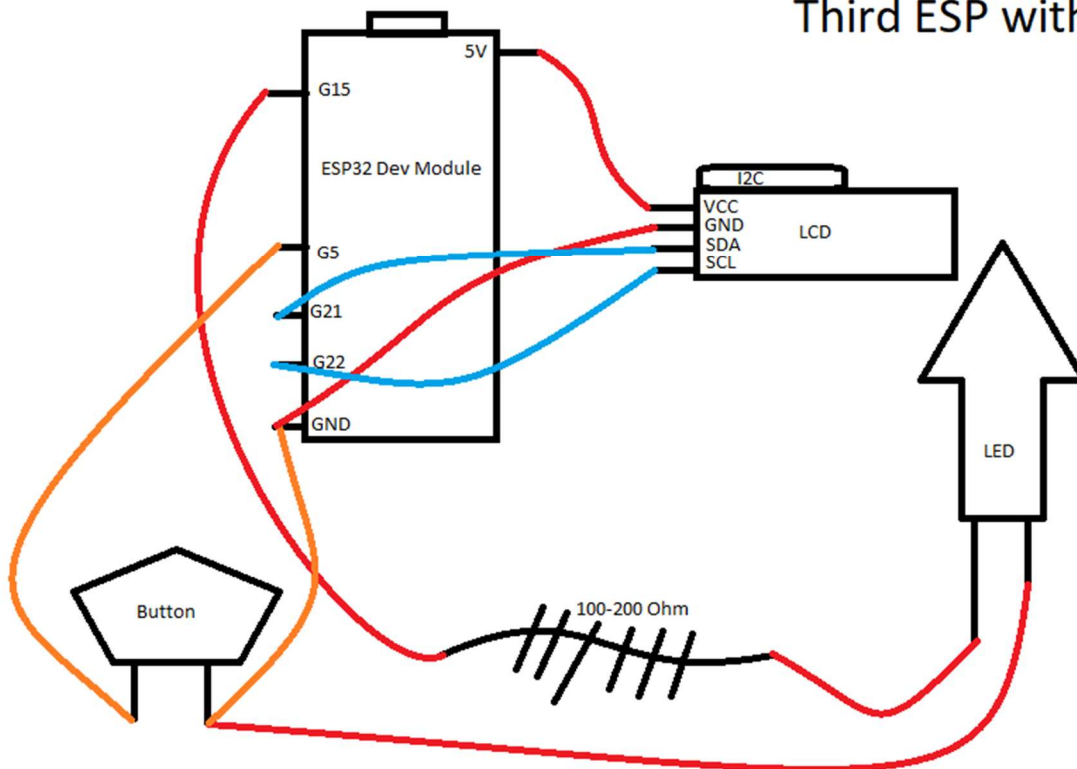 Third ESP with
5V
G15
ESP32 Dev Module
I2C
VCC
GND
LCD
SDA
SCL
G5
G21
G22
GND
LED
100-200 Ohm
Button